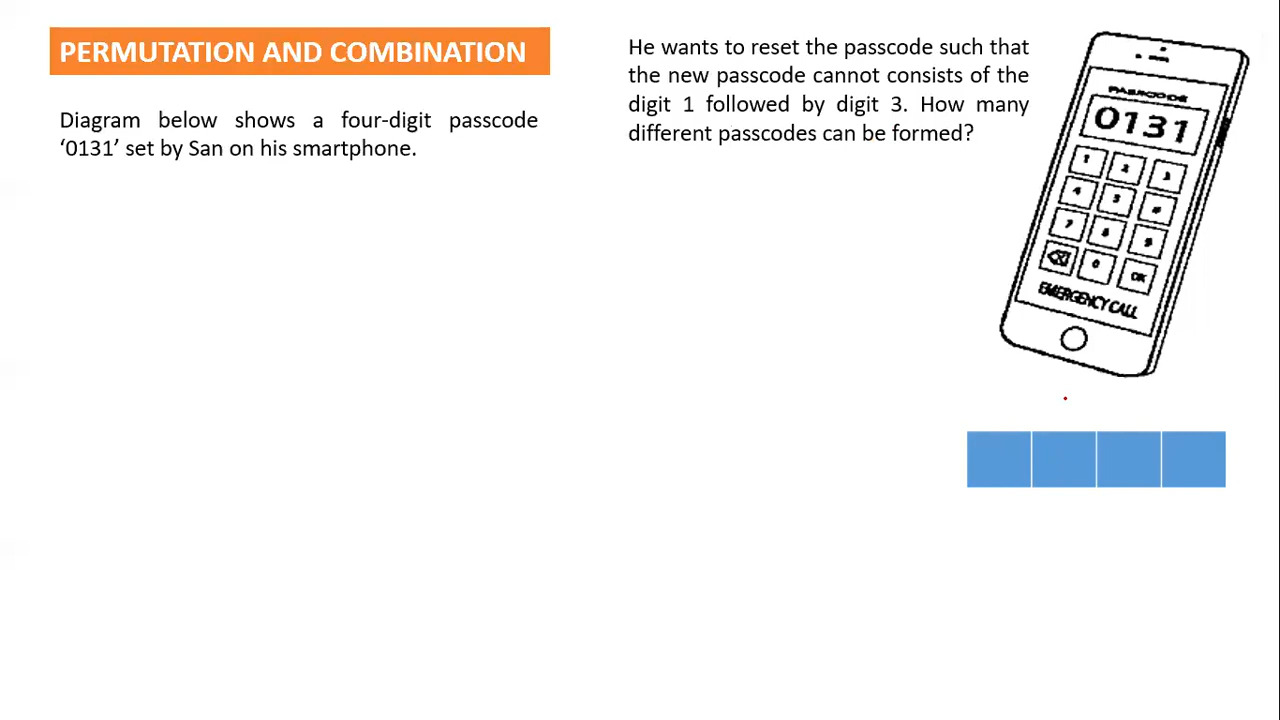 PERMUTATION AND COMBINATION
Diagram below shows a four-digit passcode
‘0131’ set by San on his smartphone.
He wants to reset the passcode such that
the new passcode cannot consists of the
digit 1 followed by digit 3. How many
different passcodes can be formed?
PASSCODE
0131
1 2 3
4
7 8 9
0 OK
EMERGENCY CALL